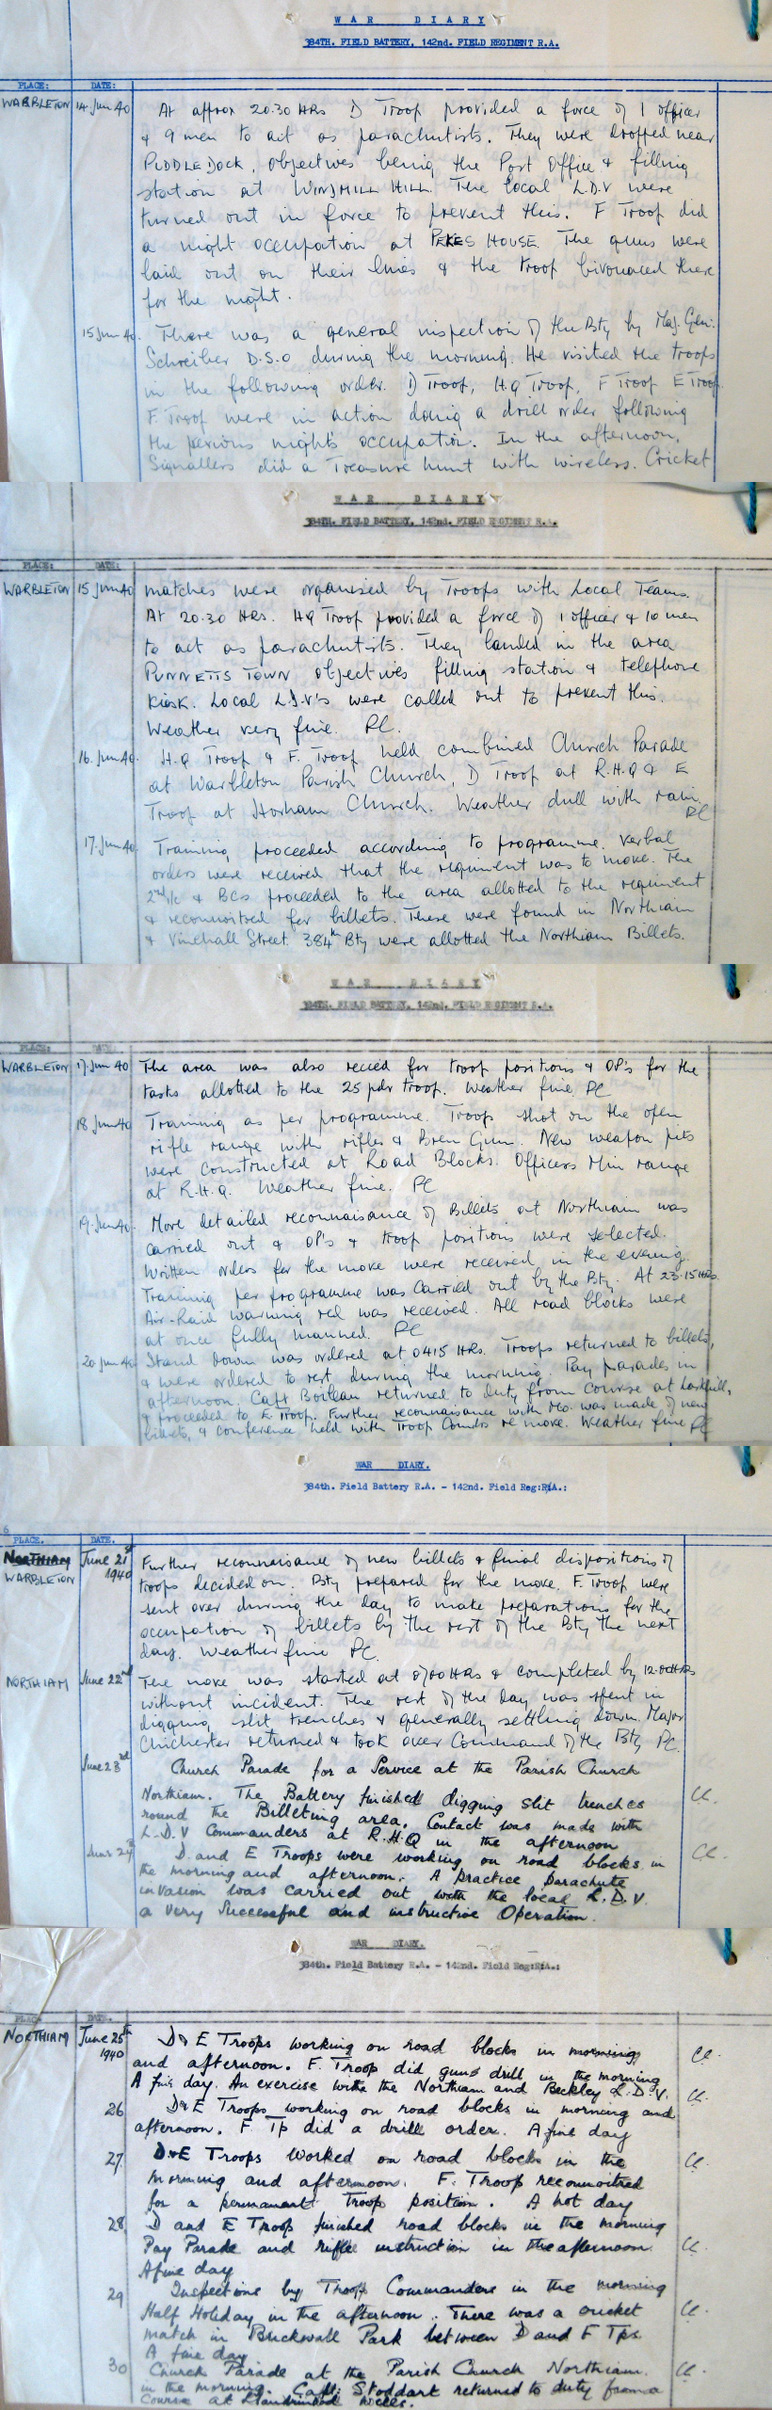 WAR DIARY
384TH. FIELD BATTERY, 142nd. FIELD REGIMENT R.A.
PLACE: DATE:
WARBLETON 14 Jun 40 At approx 20.30 HRS D Troop provided a force of 1 officer
& 9 men to act as parachutists. They were dropped near
PUDDLEDOCK, objectives being the Post Office & filling
station at WINDMILL HILL. The local L.D.V were
turned out in force to prevent this. F Troop did
a night occupation at PEKES HOUSE. The guns were
laid out on their lines & the troop bivouaced there
for the night.
15 Jun 40. There was a general inspection of the Bty by Maj. Gen.
Schreiber D.S.O during the morning. He visited the troops
in the following order. D Troop, H.Q Troop, F Troop E Troop.
F. Troop were in action doing a drill order following
the pervious night's occupation. In the afternoon,
Signallers did a Treasure hunt with wireless. Cricket
WAR DIARY
384TH. FIELD BATTERY, 142nd. FIELD REGIMENT R.A.
PLACE: DATE:
WARBLETON 15 Jun 40 matches were organised by Troops with Local Teams.
At 20.30 HRS. HQ Troop provided a force of 1 officer & 10 men
to act as parachutists. They landed in the area
PUNNETTS TOWN objectives filling station & telephone
Kiosk. Local L.D.V's were called out to prevent this.
Weather very fine. PC.
16. Jun 40. H.Q Troop & F. Troop held combined Church Parade
at Warbleton Parish Church, D Troop at R.H.Q & E
Troop at Horham Church. Weather dull with rain.
PC
17. Jun 40 Training proceeded according to programme. Verbal
orders were received that the regiment was to move. The
2nd i/c & BCs proceeded to the area allotted to the regiment
& reconnoitred for billets. These were found in Northiam
& Vinehall Street. 384th Bty were allotted the Northiam Billets.
WAR DIARY
384TH. FIELD BATTERY, 142nd. FIELD REGIMENT R.A.
PLACE: DATE:
WARBLETON 17. Jun 40 The area was also recced for troop positions & OP's for the
tasks allotted to the 25 pdr troop. Weather fine PC
18 Jun 40 Training as per programme. Troops shot on the open
rifle range with rifles & Bren Gun. New weapon pits
were constructed at Road Blocks. Officers Min range
at R.H.Q. Weather fine. PC
19. Jun 40. More detailed reconnaisance of Billets at Northiam was
carried out & OP's & troop positions were selected.
Written orders for the move were received in the evening.
Training per programme was carried out by the Bty. At 23.15 HRS.
Air-Raid warning red was received. All road blocks were
at once fully manned. PC
20 Jun 40 Stand Down was ordered at 0415 HRS. Troops returned to billets,
& were ordered to rest during the morning. Pay parades in
afternoon. Capt Boileau returned to duty from course at Larkhill,
& proceeded to E Troop. Further reconnaisance with was made of new
billets, & conference held with Troop Comdrs re move. Weather fine PC
WAR DIARY.
384th. Field Battery R.A. - 142nd. Field Reg:R.A.:
6
PLACE. DATE.
NORTHIAM June 21st Further reconnaisance of new billets & final dispositions of
WARBLETON 1940 troops decided on. Bty prepared for the move. F. Troop were
sent over during the day to make preparations for the
occupation of billets by the rest of the Bty the next
day. Weather fine PC.
NORTHIAM June 22nd The move was started at 0700 HRS & completed by 12.00 HRS
without incident. The rest of the day was spent in
digging slit trenches & generally settling down. Major
Chichester returned & took over Command of the Bty PC.
June 23rd Church Parade for a Service at the Parish Church
Northiam. The Battery finished digging slit trenches CC.
round the Billeting area. Contact was made with
L.D.V Commanders at R.H.Q in the afternoon
June 24th D and E Troops were working on road blocks in CC.
the morning and afternoon. A practice parachute
invasion was carried out with the local L.D.V.
a very successful and instructive Operation.
WAR DIARY.
384th. Field Battery R.A. - 142nd. Field Reg:R.A.:
PLACE. DATE.
NORTHIAM June 25th D & E Troops working on road blocks in morning
1940 and afternoon. F. Troop did guns drill in the morning CC.
A fine day. An exercise with the Northiam and Beckley L.D.V. CC.
26 D & E Troops working on road blocks in morning and
afternoon. F. Tp did a drill order. A fine day
27 D & E Troops worked on road blocks in the CC.
morning and afternoon. F. Troop reconnoitred
for a permanant Troop position. A hot day
28 D and E Troop finished road blocks in the morning
Pay Parade and rifle instruction in the afternoon. CC.
A fine day
29 Inspections by Troop Commanders in the morning
Half Holiday in the afternoon. There was a cricket CC.
match in Brickwall Park between D and F Tps.
A fine day
30 Church Parade at the Parish Church Northiam. CC.
in the morning. Capt. Stoddart returned to duty from a
course at Llandrindod Wells.